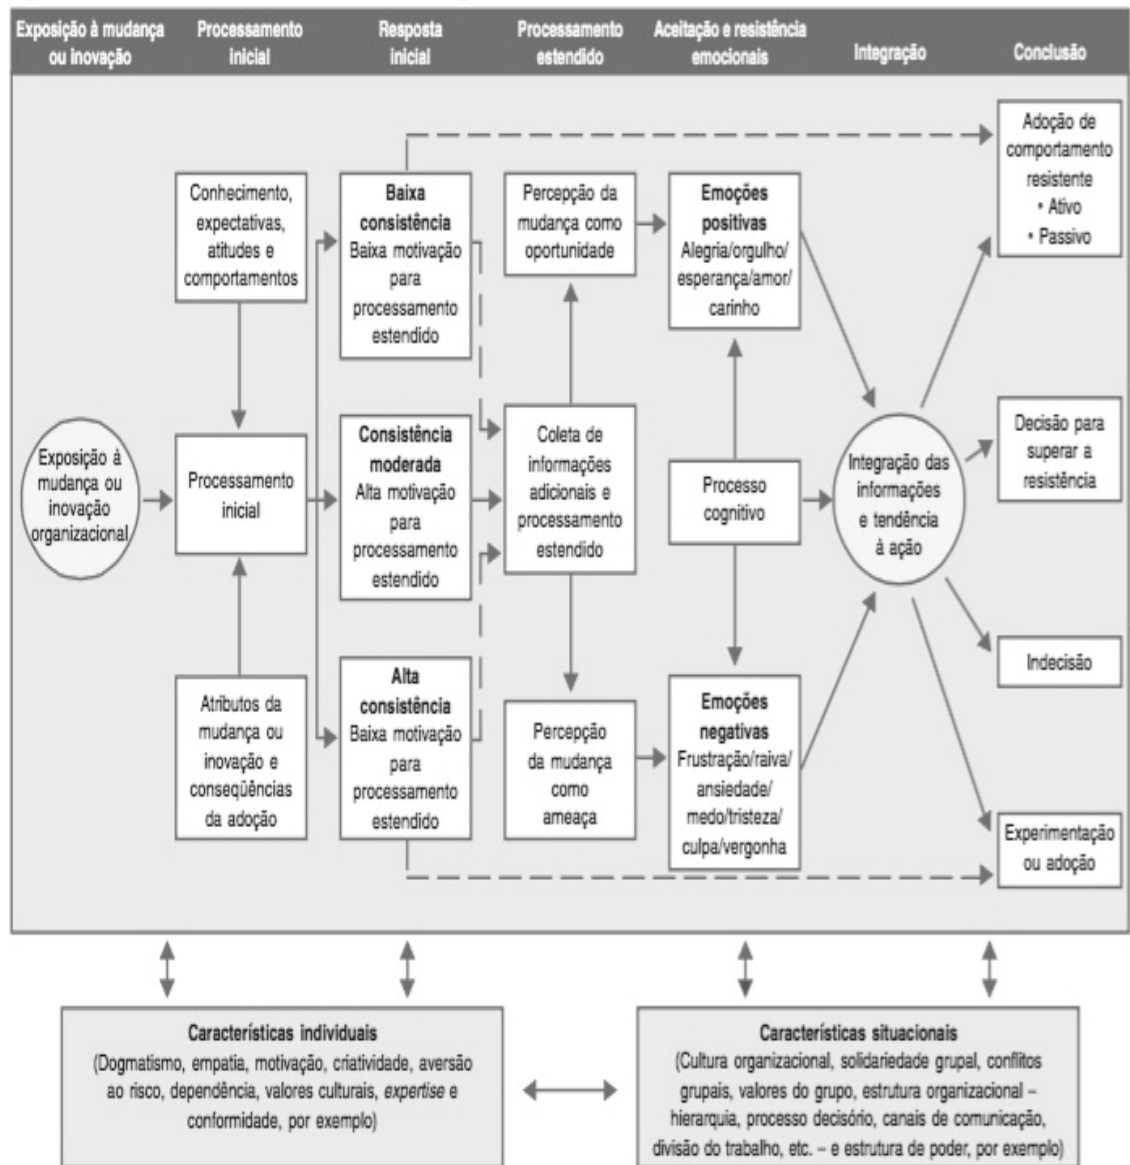 Exposição à mudança
ou inovação
Processamento
inicial
Resposta
inicial
Processamento
estendido
Aceitação e resistência
emocionais
Integração
Conclusão
Exposição à
mudança ou
inovação
organizacional
Conhecimento,
expectativas,
atitudes e
comportamentos
Processamento
inicial
Atributos da
mudança ou
inovação e
conseqüências
da adoção
Baixa
consistência
Baixa motivação
para
processamento
estendido
Consistência
moderada
Alta motivação
para
processamento
estendido
Alta
consistência
Baixa motivação
para
processamento
estendido
Percepção da
mudança como
oportunidade
Coleta de
informações
adicionais e
processamento
estendido
Percepção
da mudança
como
ameaça
Emoções
positivas
Alegria/orgulho/
esperança/amor/
carinho
Processo
cognitivo
Emoções
negativas
Frustração/raiva/
ansiedade/
medo/tristeza/
culpa/vergonha
Integração das
informações
e tendência
à ação
Adoção de
comportamento
resistente
• Ativo
• Passivo
Decisão para
superar a
resistência
Indecisão
Experimentação
ou adoção
Características individuais
(Dogmatismo, empatia, motivação, criatividade, aversão
ao risco, dependência, valores culturais, expertise e
conformidade, por exemplo)
Características situacionais
(Cultura organizacional, solidariedade grupal, conflitos
grupais, valores do grupo, estrutura organizacional –
hierarquia, processo decisório, canais de comunicação,
divisão do trabalho, etc. – e estrutura de poder, por exemplo)